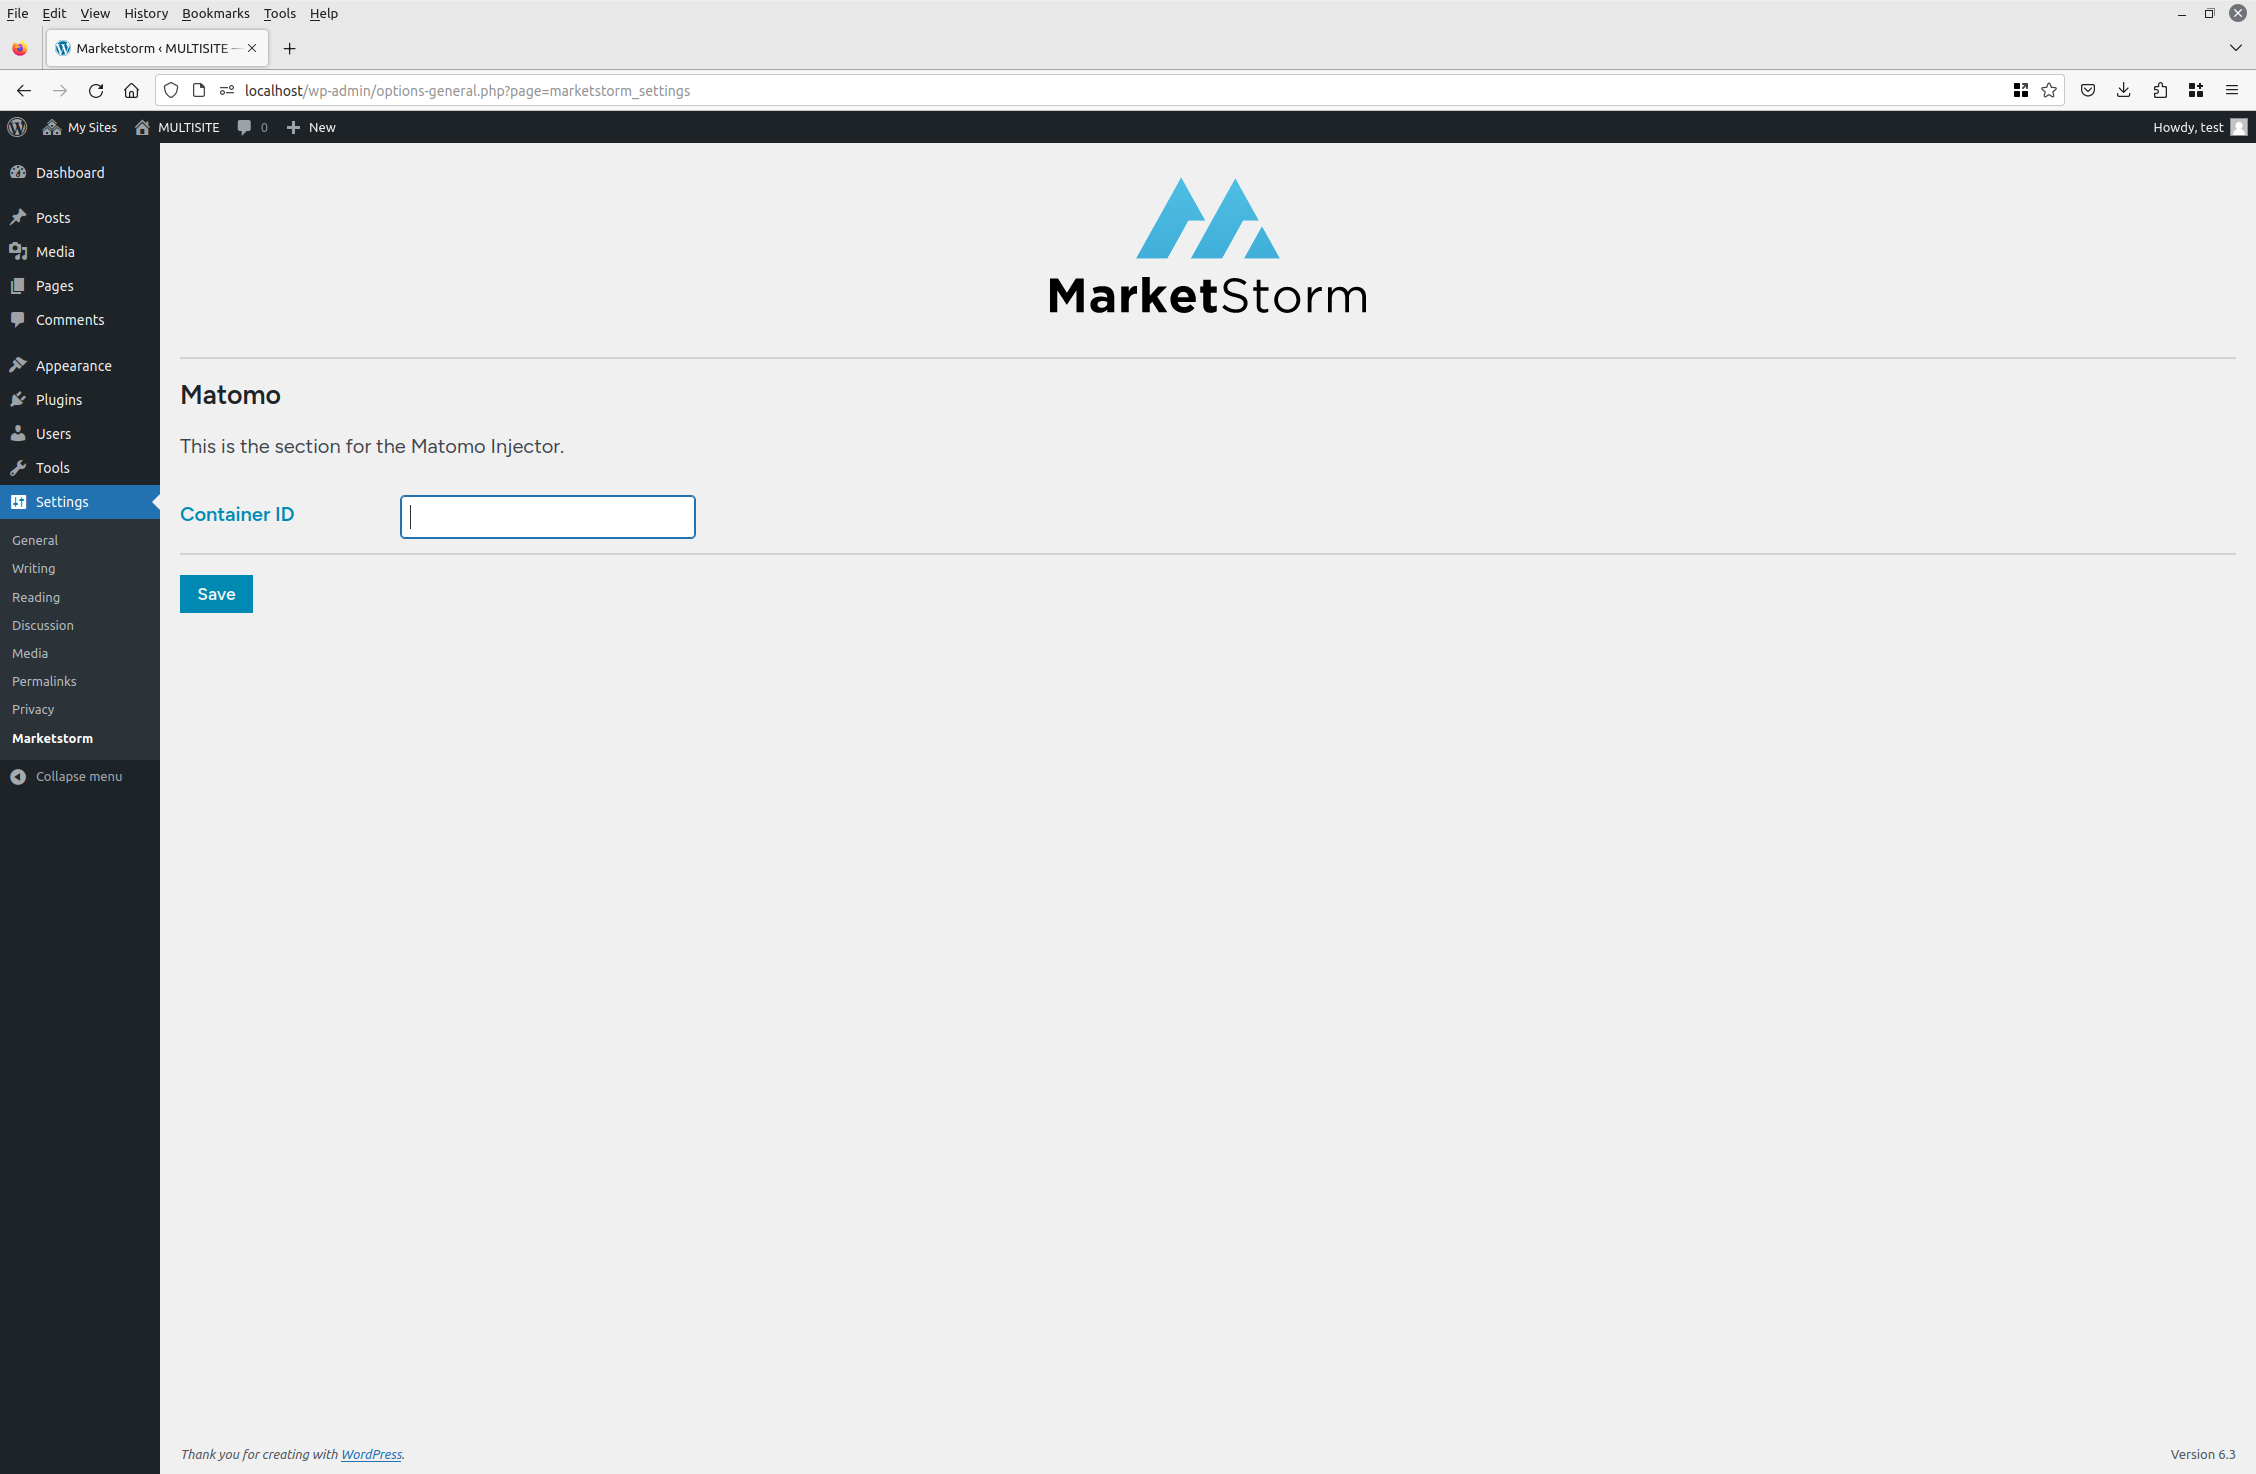 File Edit View History Bookmarks Tools Help
Marketstorm ‹ MULTISITE —
localhost/wp-admin/options-general.php?page=marketstorm_settings
My Sites MULTISITE 0 New Howdy, test
Dashboard
Posts
Media
Pages
Comments
Appearance
Plugins
Users
Tools
Settings
General
Writing
Reading
Discussion
Media
Permalinks
Privacy
Marketstorm
Collapse menu
MarketStorm
Matomo
This is the section for the Matomo Injector.
Container ID
Save
Thank you for creating with WordPress.
Version 6.3